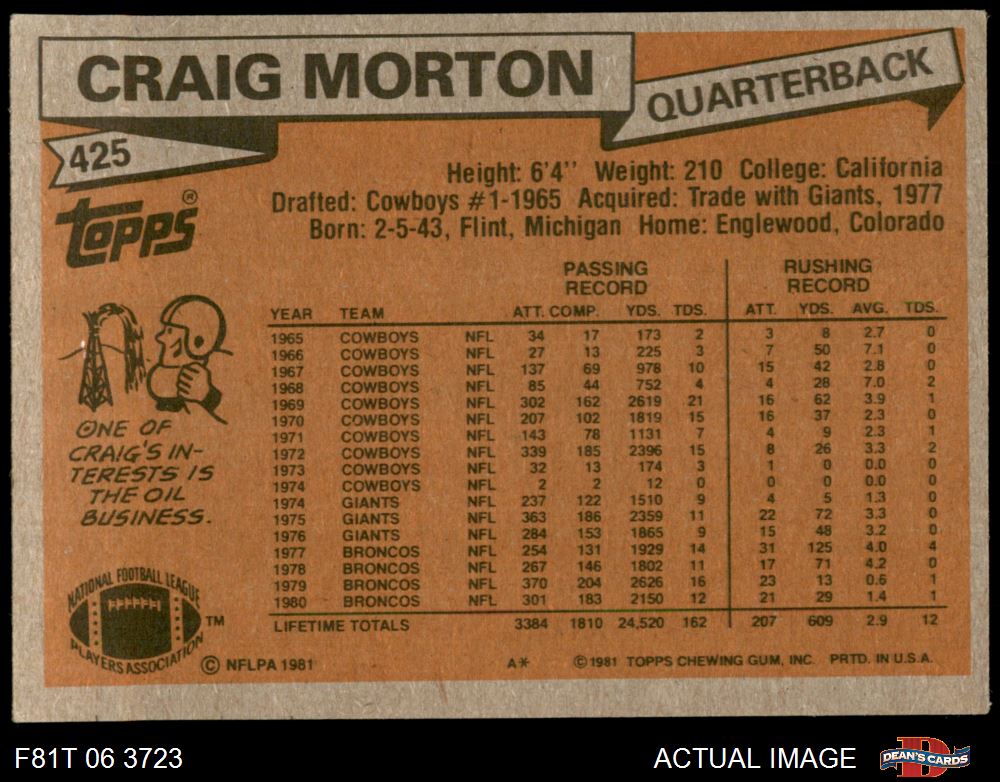 CRAIG MORTON
QUARTERBACK
425
TOPPS®
Height: 6'4'' Weight: 210 College: California
Drafted: Cowboys #1-1965 Acquired: Trade with Giants, 1977
Born: 2-5-43, Flint, Michigan Home: Englewood, Colorado
PASSING RECORD RUSHING RECORD
YEAR TEAM ATT. COMP. YDS. TDS. ATT. YDS. AVG. TDS.
1965 COWBOYS NFL 34 17 173 2 3 8 2.7 0
1966 COWBOYS NFL 27 13 225 3 7 50 7.1 0
1967 COWBOYS NFL 137 69 978 10 15 42 2.8 0
1968 COWBOYS NFL 85 44 752 4 4 28 7.0 2
1969 COWBOYS NFL 302 162 2619 21 16 62 3.9 1
1970 COWBOYS NFL 207 102 1819 15 16 37 2.3 0
1971 COWBOYS NFL 143 78 1131 7 4 9 2.3 1
1972 COWBOYS NFL 339 185 2396 15 8 26 3.3 2
1973 COWBOYS NFL 32 13 174 3 1 0 0.0 0
1974 COWBOYS NFL 2 2 12 0 0 0 0.0 0
1974 GIANTS NFL 237 122 1510 9 4 5 1.3 0
1975 GIANTS NFL 363 186 2359 11 22 72 3.3 0
1976 GIANTS NFL 284 153 1865 9 15 48 3.2 0
1977 BRONCOS NFL 254 131 1929 14 31 125 4.0 4
1978 BRONCOS NFL 267 146 1802 11 17 71 4.2 0
1979 BRONCOS NFL 370 204 2626 16 23 13 0.6 1
1980 BRONCOS NFL 301 183 2150 12 21 29 1.4 1
LIFETIME TOTALS 3384 1810 24,520 162 207 609 2.9 12
ONE OF
CRAIG'S IN-
TERESTS IS
THE OIL
BUSINESS.
NATIONAL FOOTBALL LEAGUE
PLAYERS ASSOCIATION
TM
© NFLPA 1981 A* ©1981 TOPPS CHEWING GUM, INC. PRTD. IN U.S.A.
F81T 06 3723 ACTUAL IMAGE DEAN'S CARDS